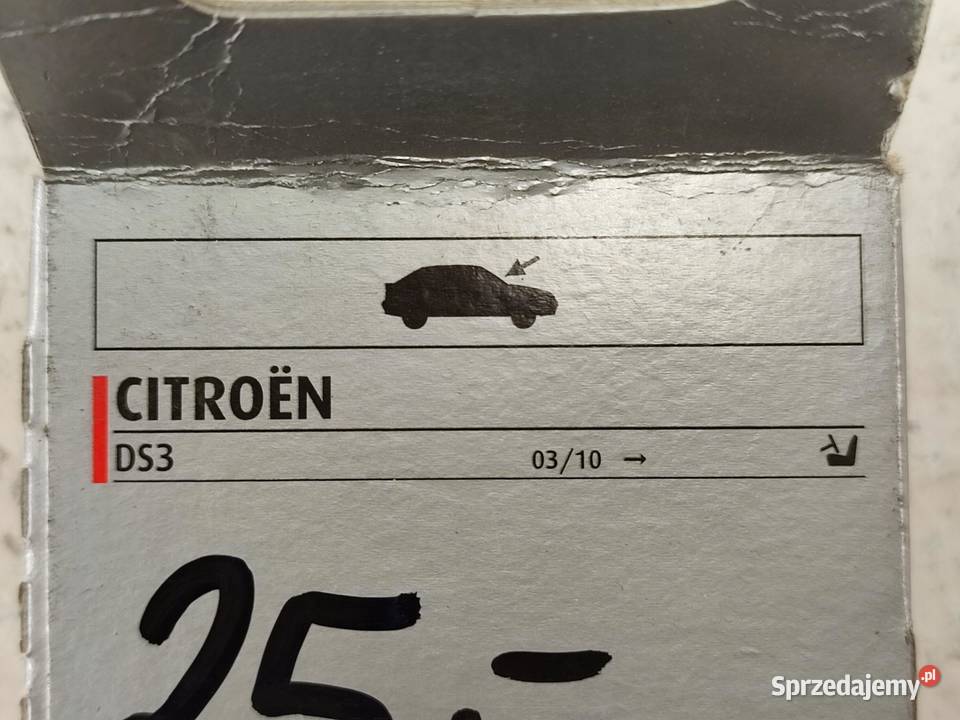 CITROËN
DS3 03/10 →
25,-
Sprzedajemy.pl